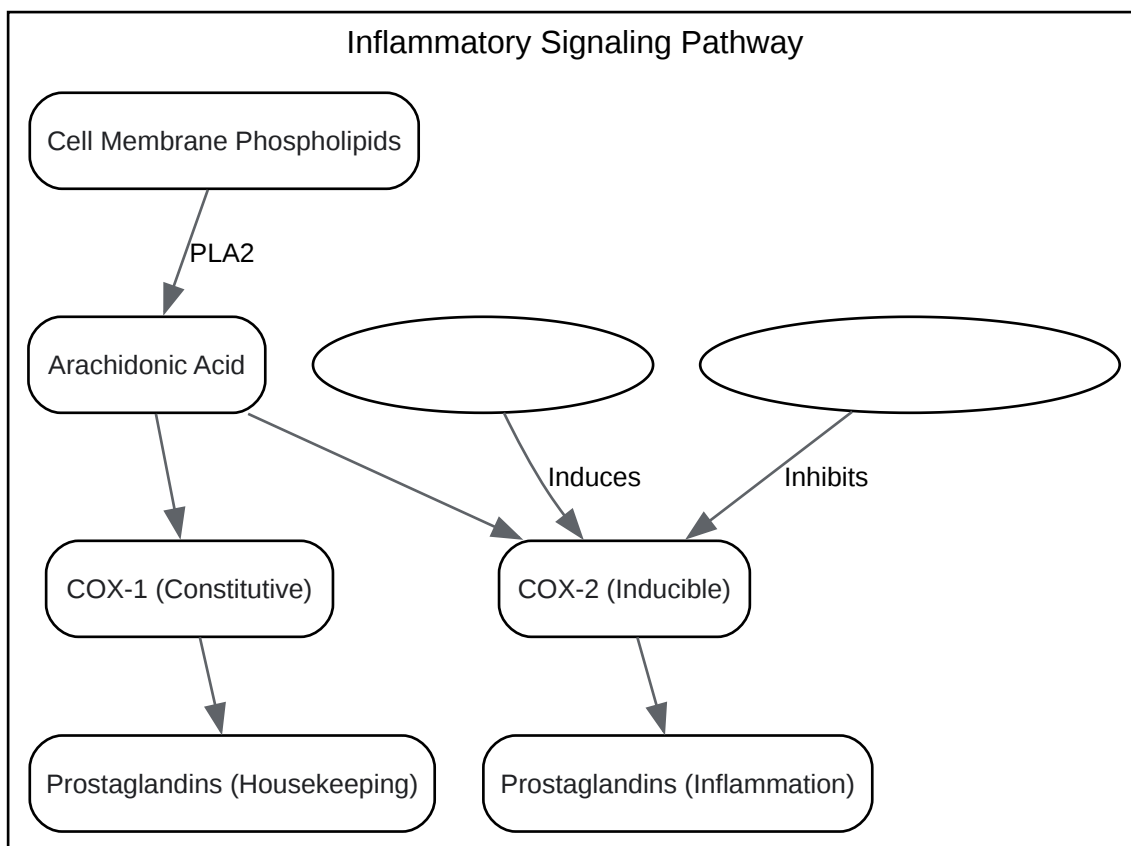 Inflammatory Signaling Pathway
Cell Membrane Phospholipids
PLA2
Arachidonic Acid
Induces
Inhibits
COX-1 (Constitutive)
COX-2 (Inducible)
Prostaglandins (Housekeeping)
Prostaglandins (Inflammation)